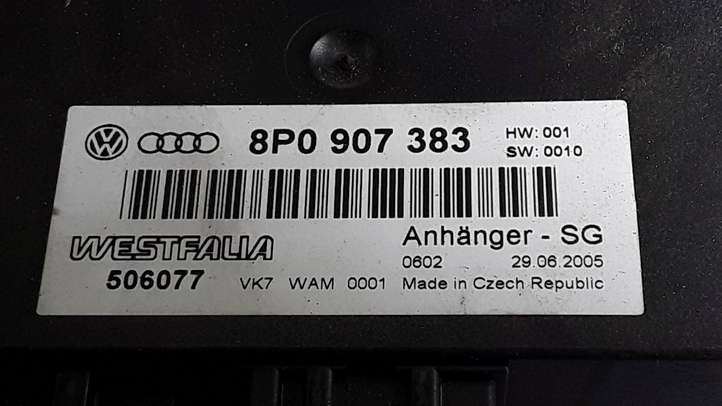 8P0 907 383
HW: 001
SW: 0010
WESTFALIA
506077
VK7 WAM 0001
Anhänger - SG
0602 29.06.2005
Made in Czech Republic